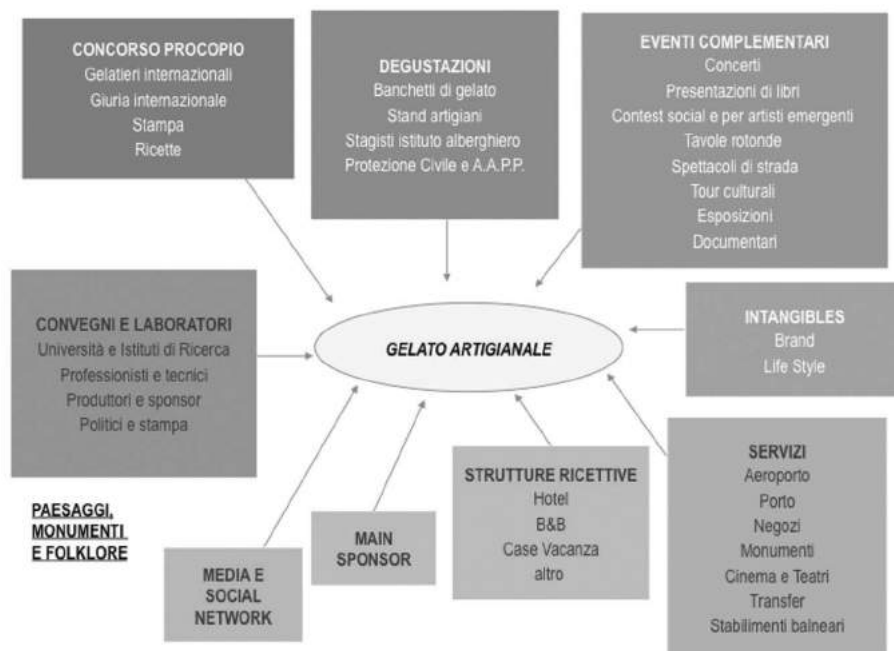 CONCORSO PROCOPIO
Gelatieri internazionali
Giuria internazionale
Stampa
Ricette
DEGUSTAZIONI
Banchetti di gelato
Stand artigiani
Stagisti istituto alberghiero
Protezione Civile e A.A.P.P.
EVENTI COMPLEMENTARI
Concerti
Presentazioni di libri
Contest social e per artisti emergenti
Tavole rotonde
Spettacoli di strada
Tour culturali
Esposizioni
Documentari
CONVEGNI E LABORATORI
Università e Istituti di Ricerca
Professionisti e tecnici
Produttori e sponsor
Politici e stampa
GELATO ARTIGIANALE
INTANGIBLES
Brand
Life Style
PAESAGGI,
MONUMENTI
E FOLKLORE
MEDIA E
SOCIAL
NETWORK
MAIN
SPONSOR
STRUTTURE RICETTIVE
Hotel
B&B
Case Vacanza
altro
SERVIZI
Aeroporto
Porto
Negozi
Monumenti
Cinema e Teatri
Transfer
Stabilimenti balneari